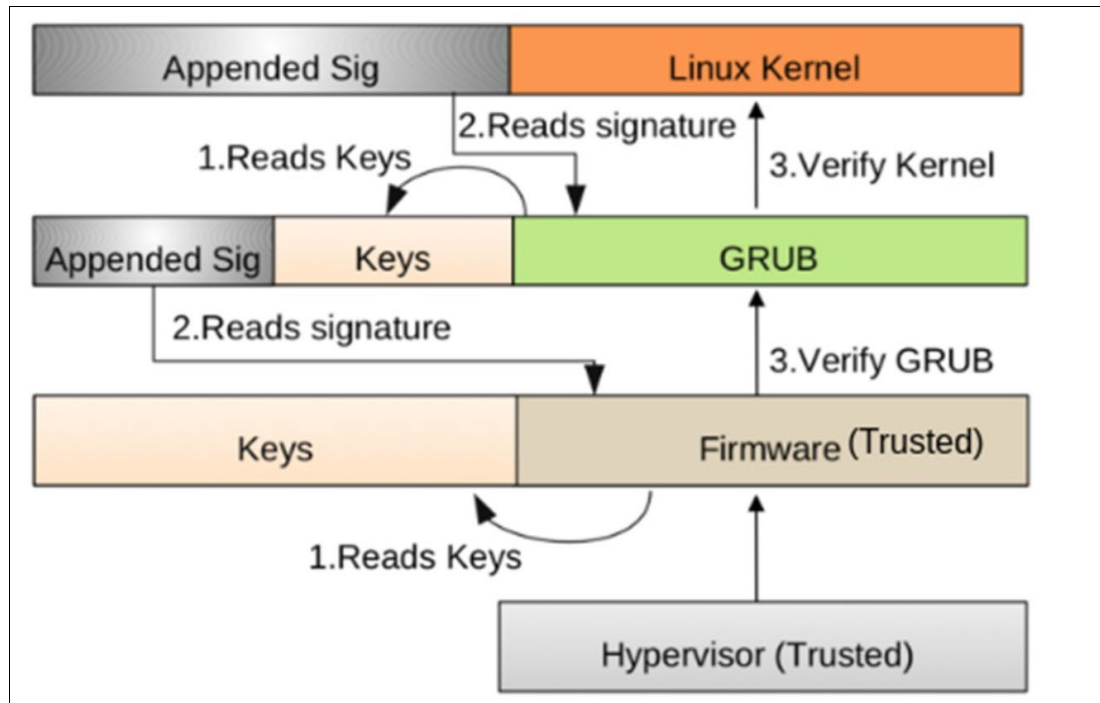 Appended Sig
Linux Kernel
2.Reads signature
1.Reads Keys
3.Verify Kernel
Appended Sig
Keys
GRUB
2.Reads signature
3.Verify GRUB
Keys
Firmware (Trusted)
1.Reads Keys
Hypervisor (Trusted)